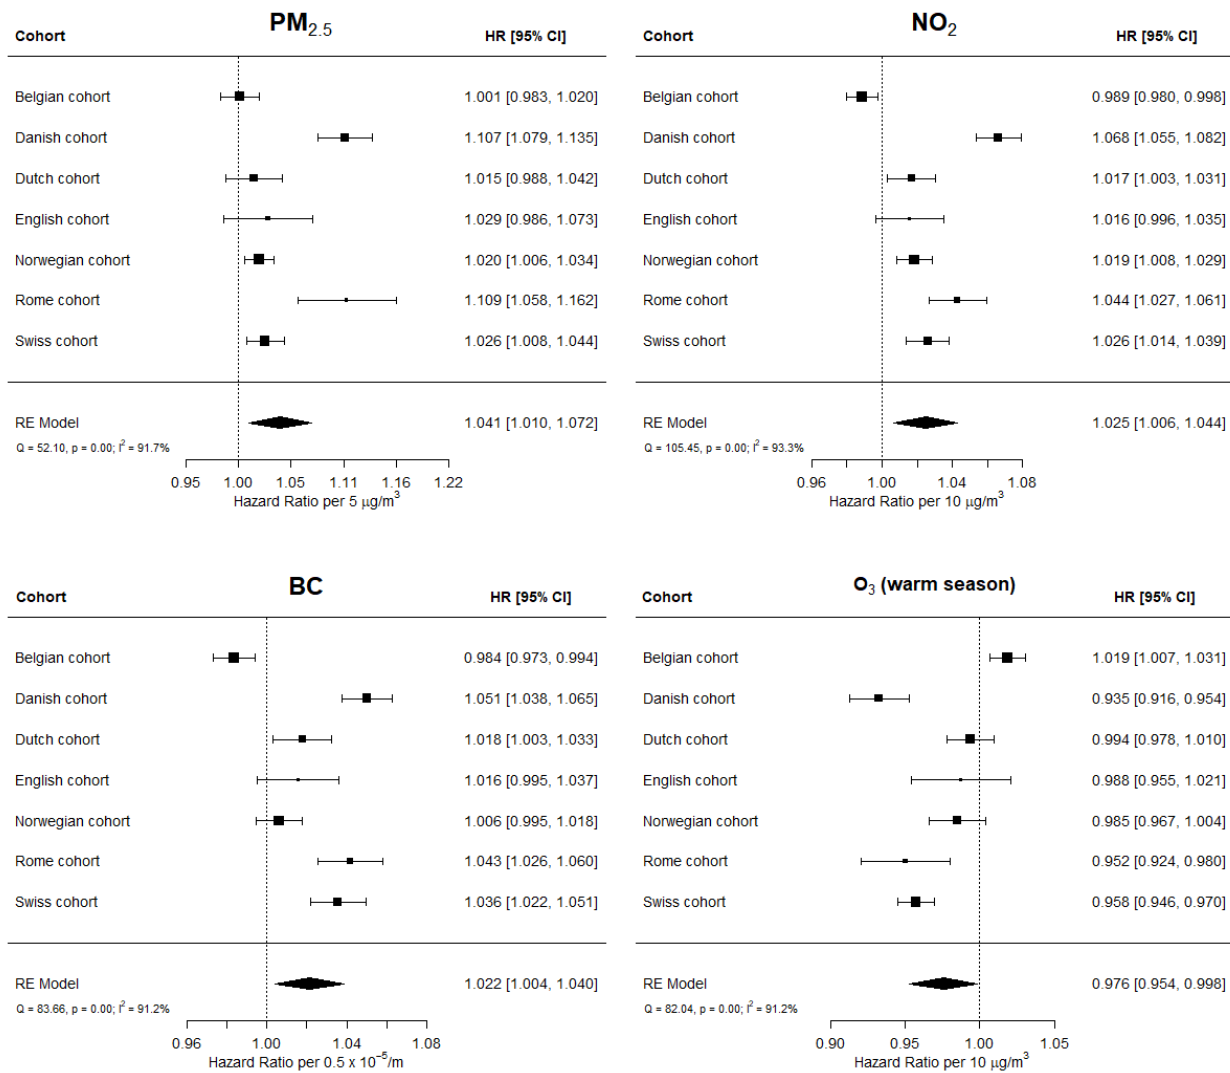 PM2.5
Cohort HR [95% CI]
Belgian cohort 1.001 [0.983, 1.020]
Danish cohort 1.107 [1.079, 1.135]
Dutch cohort 1.015 [0.988, 1.042]
English cohort 1.029 [0.986, 1.073]
Norwegian cohort 1.020 [1.006, 1.034]
Rome cohort 1.109 [1.058, 1.162]
Swiss cohort 1.026 [1.008, 1.044]
RE Model 1.041 [1.010, 1.072]
Q = 52.10, p = 0.00; I² = 91.7%
0.95 1.00 1.05 1.11 1.16 1.22
Hazard Ratio per 5 μg/m³
NO2
Cohort HR [95% CI]
Belgian cohort 0.989 [0.980, 0.998]
Danish cohort 1.068 [1.055, 1.082]
Dutch cohort 1.017 [1.003, 1.031]
English cohort 1.016 [0.996, 1.035]
Norwegian cohort 1.019 [1.008, 1.029]
Rome cohort 1.044 [1.027, 1.061]
Swiss cohort 1.026 [1.014, 1.039]
RE Model 1.025 [1.006, 1.044]
Q = 105.45, p = 0.00; I² = 93.3%
0.96 1.00 1.04 1.08
Hazard Ratio per 10 μg/m³
BC
Cohort HR [95% CI]
Belgian cohort 0.984 [0.973, 0.994]
Danish cohort 1.051 [1.038, 1.065]
Dutch cohort 1.018 [1.003, 1.033]
English cohort 1.016 [0.995, 1.037]
Norwegian cohort 1.006 [0.995, 1.018]
Rome cohort 1.043 [1.026, 1.060]
Swiss cohort 1.036 [1.022, 1.051]
RE Model 1.022 [1.004, 1.040]
Q = 83.66, p = 0.00; I² = 91.2%
0.96 1.00 1.04 1.08
Hazard Ratio per 0.5 x 10⁻⁵/m
O3 (warm season)
Cohort HR [95% CI]
Belgian cohort 1.019 [1.007, 1.031]
Danish cohort 0.935 [0.916, 0.954]
Dutch cohort 0.994 [0.978, 1.010]
English cohort 0.988 [0.955, 1.021]
Norwegian cohort 0.985 [0.967, 1.004]
Rome cohort 0.952 [0.924, 0.980]
Swiss cohort 0.958 [0.946, 0.970]
RE Model 0.976 [0.954, 0.998]
Q = 82.04, p = 0.00; I² = 91.2%
0.90 0.95 1.00 1.05
Hazard Ratio per 10 μg/m³